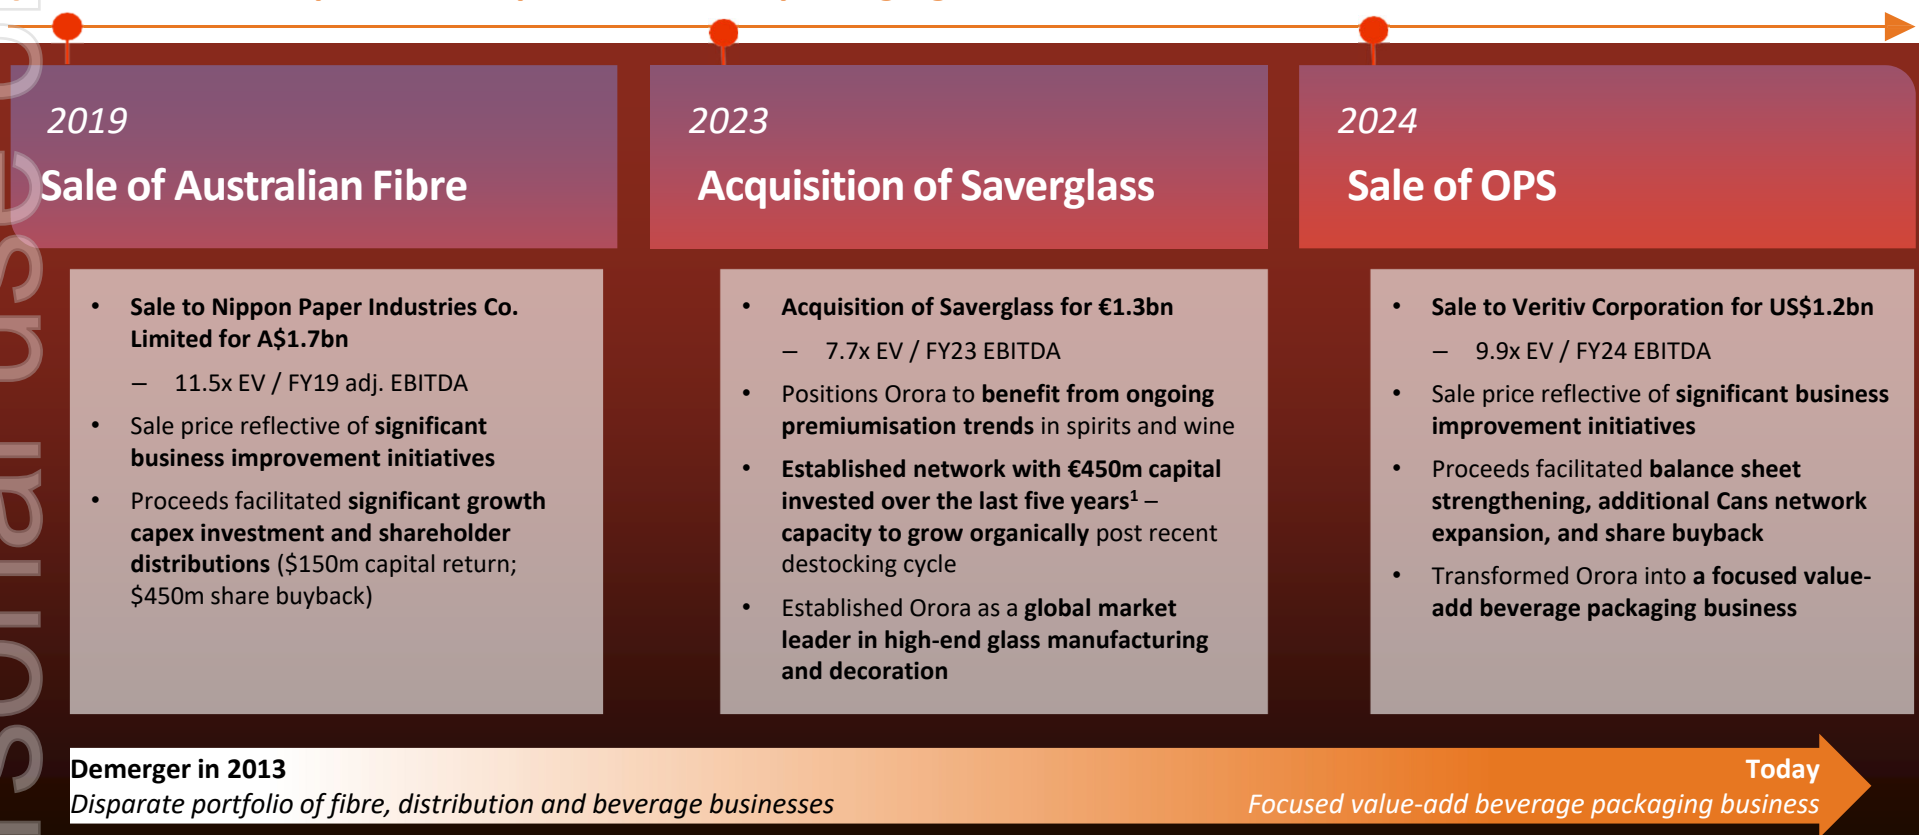 2019
Sale of Australian Fibre
• Sale to Nippon Paper Industries Co.
Limited for A$1.7bn
– 11.5x EV / FY19 adj. EBITDA
• Sale price reflective of significant
business improvement initiatives
• Proceeds facilitated significant growth
capex investment and shareholder
distributions ($150m capital return;
$450m share buyback)
2023
Acquisition of Saverglass
• Acquisition of Saverglass for €1.3bn
– 7.7x EV / FY23 EBITDA
• Positions Orora to benefit from ongoing
premiumisation trends in spirits and wine
• Established network with €450m capital
invested over the last five years¹ –
capacity to grow organically post recent
destocking cycle
• Established Orora as a global market
leader in high-end glass manufacturing
and decoration
2024
Sale of OPS
• Sale to Veritiv Corporation for US$1.2bn
– 9.9x EV / FY24 EBITDA
• Sale price reflective of significant business
improvement initiatives
• Proceeds facilitated balance sheet
strengthening, additional Cans network
expansion, and share buyback
• Transformed Orora into a focused value-
add beverage packaging business
Demerger in 2013
Disparate portfolio of fibre, distribution and beverage businesses
Today
Focused value-add beverage packaging business
sonal use